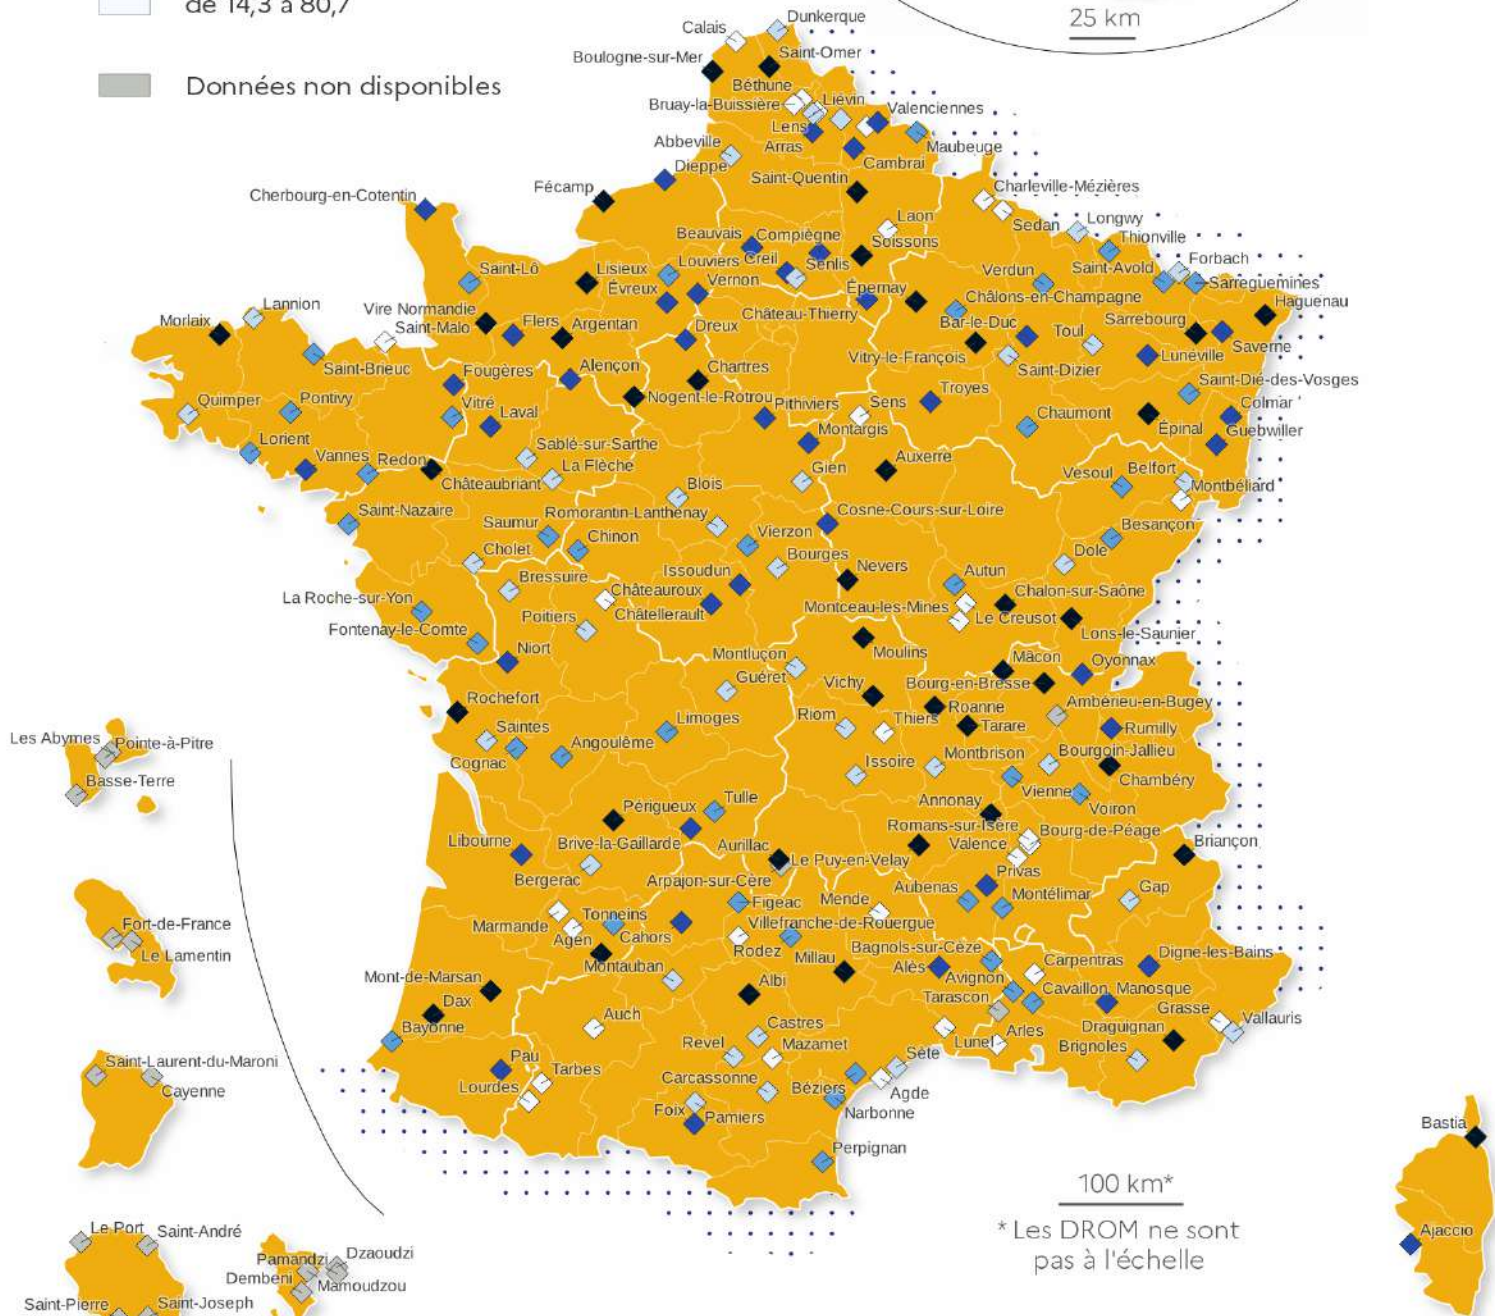 de 14,3 à 80,7
25 km
Données non disponibles
Dunkerque
Calais
Saint-Omer
Boulogne-sur-Mer
Béthune
Liévin
Bruay-la-Buissière
Valenciennes
Lens
Arras
Maubeuge
Abbeville
Cambrai
Dieppe
Saint-Quentin
Charleville-Mézières
Fécamp
Cherbourg-en-Cotentin
Laon
Sedan
Longwy
Beauvais
Compiègne
Soissons
Thionville
Saint-Lô
Lisieux
Louviers
Creil
Senlis
Verdun
Saint-Avold
Forbach
Évreux
Vernon
Épernay
Châlons-en-Champagne
Sarreguemines
Lannion
Vire Normandie
Château-Thierry
Haguenau
Morlaix
Saint-Malo
Flers
Argentan
Dreux
Bar-le-Duc
Toul
Sarrebourg
Saverne
Vitry-le-François
Lunéville
Saint-Brieuc
Fougères
Alençon
Chartres
Saint-Dizier
Saint-Dié-des-Vosges
Quimper
Pontivy
Vitré
Laval
Nogent-le-Rotrou
Pithiviers
Sens
Troyes
Chaumont
Colmar
Épinal
Guebwiller
Lorient
Sablé-sur-Sarthe
Montargis
Vannes
Redon
La Flèche
Gien
Auxerre
Vesoul
Belfort
Châteaubriant
Blois
Montbéliard
Saint-Nazaire
Saumur
Romorantin-Lanthenay
Cosne-Cours-sur-Loire
Chinon
Vierzon
Besançon
Cholet
Bourges
Dole
Bressuire
Issoudun
Nevers
Autun
La Roche-sur-Yon
Châteauroux
Montceau-les-Mines
Chalon-sur-Saône
Poitiers
Châtellerault
Le Creusot
Fontenay-le-Comte
Lons-le-Saunier
Niort
Montluçon
Moulins
Mâcon
Oyonnax
Guéret
Vichy
Bourg-en-Bresse
Rochefort
Riom
Thiers
Roanne
Ambérieu-en-Bugey
Saintes
Limoges
Tarare
Rumilly
Les Abymes
Pointe-à-Pitre
Angoulême
Cognac
Issoire
Montbrison
Bourgoin-Jallieu
Basse-Terre
Chambéry
Vienne
Périgueux
Tulle
Annonay
Voiron
Romans-sur-Isère
Bourg-de-Péage
Libourne
Brive-la-Gaillarde
Aurillac
Valence
Briançon
Le Puy-en-Velay
Bergerac
Arpajon-sur-Cère
Privas
Aubenas
Montélimar
Gap
Figeac
Mende
Marmande
Tonneins
Villefranche-de-Rouergue
Fort-de-France
Agen
Cahors
Rodez
Millau
Bagnols-sur-Cèze
Le Lamentin
Montauban
Alès
Avignon
Carpentras
Digne-les-Bains
Mont-de-Marsan
Albi
Tarascon
Cavaillon
Manosque
Dax
Grasse
Bayonne
Auch
Castres
Lunel
Arles
Draguignan
Vallauris
Revel
Mazamet
Brignoles
Saint-Laurent-du-Maroni
Pau
Tarbes
Sète
Cayenne
Lourdes
Carcassonne
Béziers
Agde
Foix
Pamiers
Narbonne
Bastia
Perpignan
100 km*
* Les DROM ne sont
pas à l'échelle
Ajaccio
Le Port
Saint-André
Dzaoudzi
Pamandzi
Dembeni
Mamoudzou
Saint-Pierre
Saint-Joseph